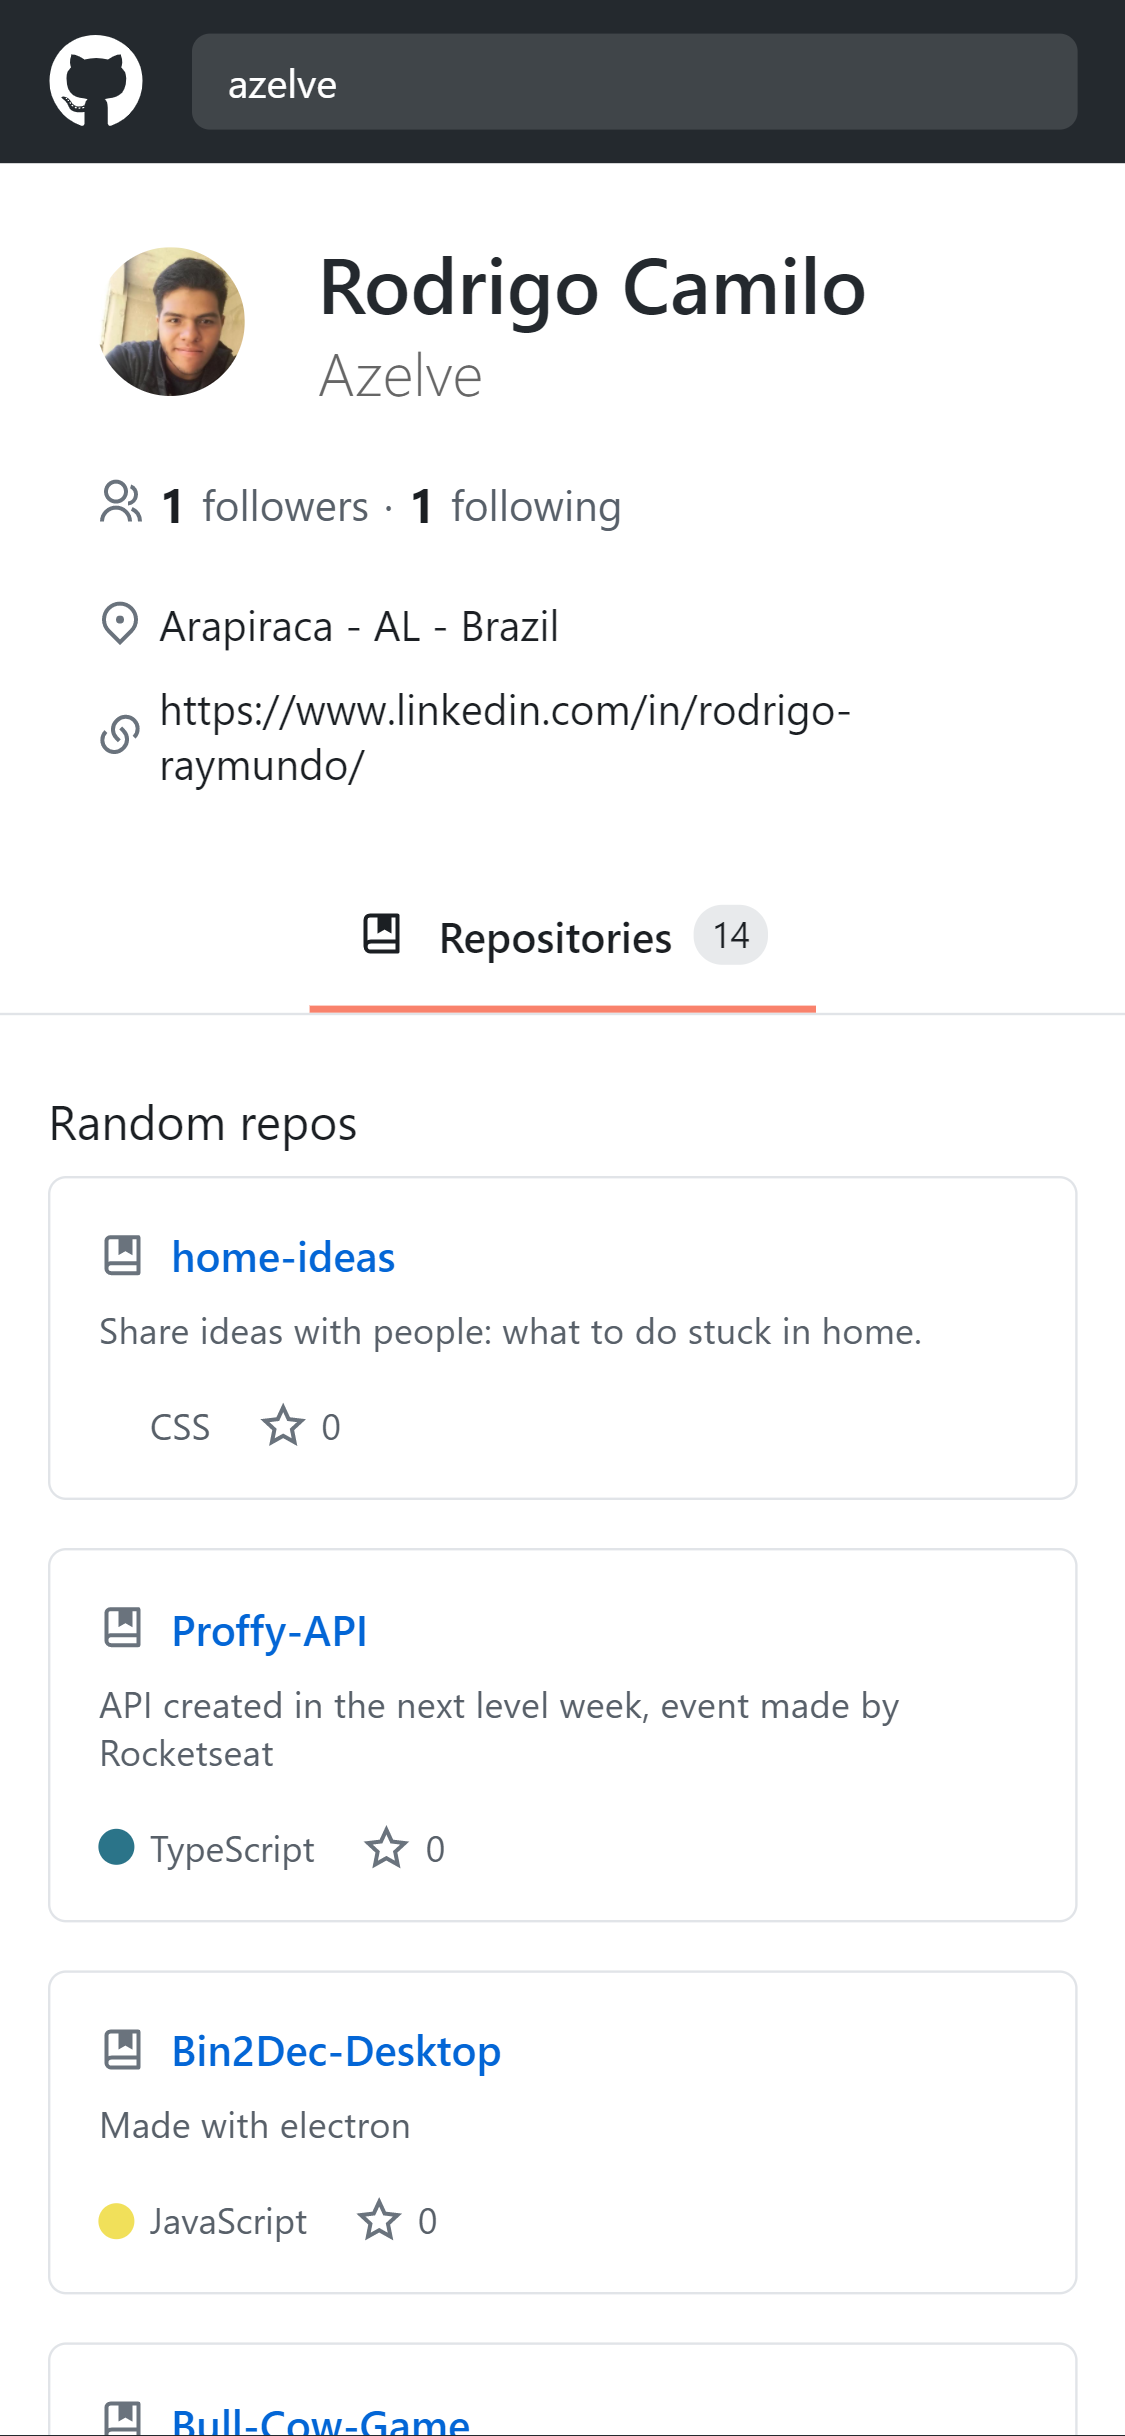 azelve
Rodrigo Camilo
Azelve
1 followers · 1 following
Arapiraca - AL - Brazil
https://www.linkedin.com/in/rodrigo-
raymundo/
Repositories 14
Random repos
home-ideas
Share ideas with people: what to do stuck in home.
CSS 0
Proffy-API
API created in the next level week, event made by
Rocketseat
TypeScript 0
Bin2Dec-Desktop
Made with electron
JavaScript 0
Bull-Cow-Game